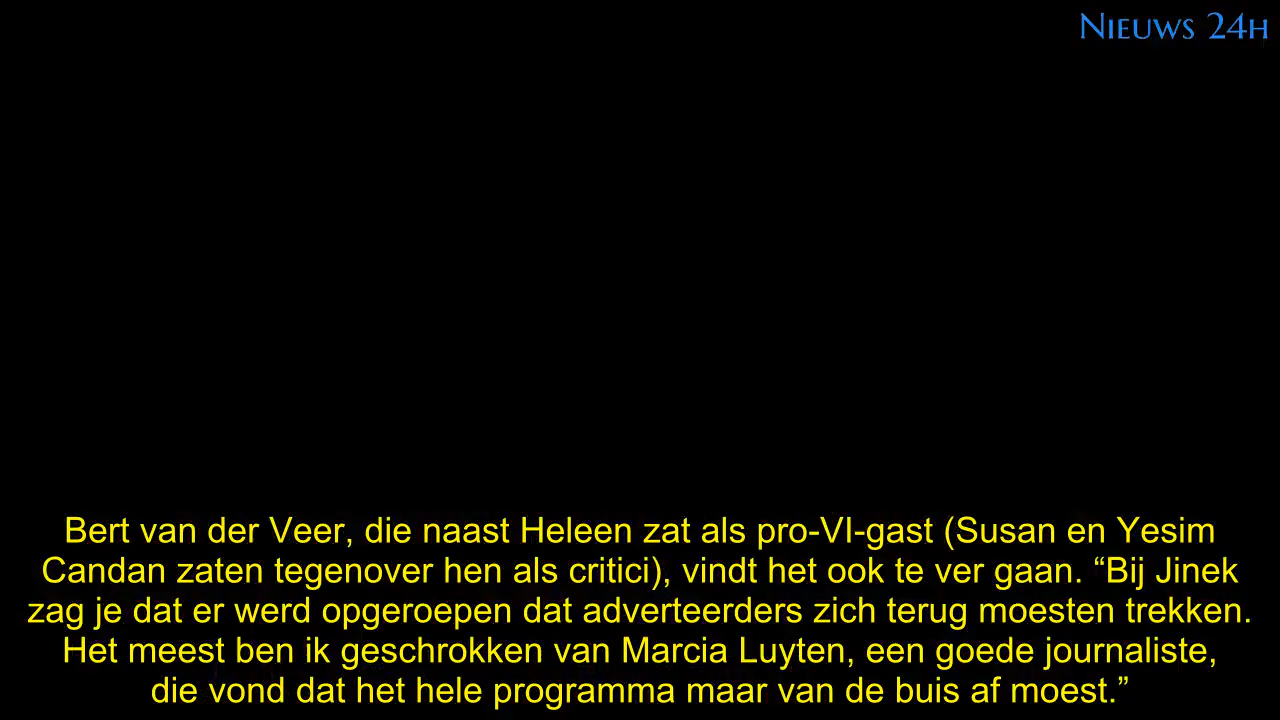 Nieuws 24h
Bert van der Veer, die naast Heleen zat als pro-VI-gast (Susan en Yesim
Candan zaten tegenover hen als critici), vindt het ook te ver gaan. “Bij Jinek
zag je dat er werd opgeroepen dat adverteerders zich terug moesten trekken.
Het meest ben ik geschrokken van Marcia Luyten, een goede journaliste,
die vond dat het hele programma maar van de buis af moest.”